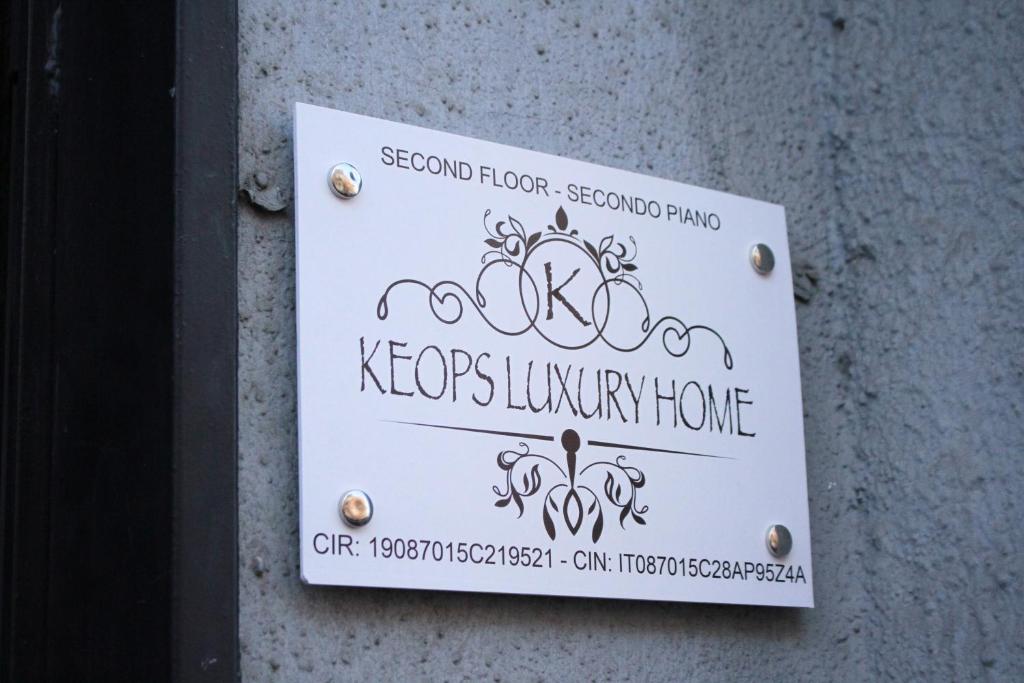 SECOND FLOOR - SECONDO PIANO
K
KEOPS LUXURY HOME
CIR: 19087015C219521 - CIN: IT087015C28AP95Z4A